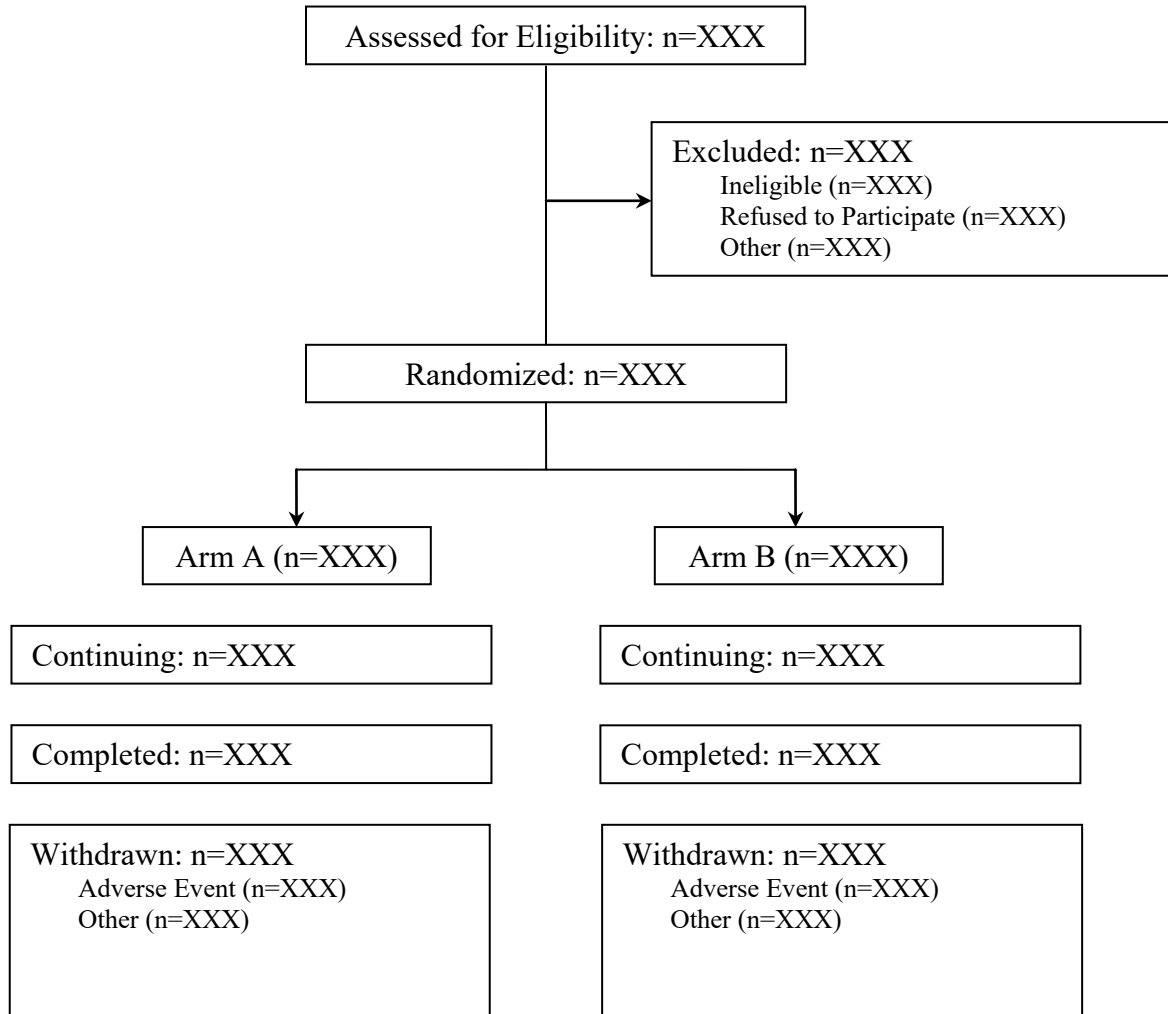 Assessed for Eligibility: n=XXX
Excluded: n=XXX
Ineligible (n=XXX)
Refused to Participate (n=XXX)
Other (n=XXX)
Randomized: n=XXX
Arm A (n=XXX)
Arm B (n=XXX)
Continuing: n=XXX
Continuing: n=XXX
Completed: n=XXX
Completed: n=XXX
Withdrawn: n=XXX
Adverse Event (n=XXX)
Other (n=XXX)
Withdrawn: n=XXX
Adverse Event (n=XXX)
Other (n=XXX)